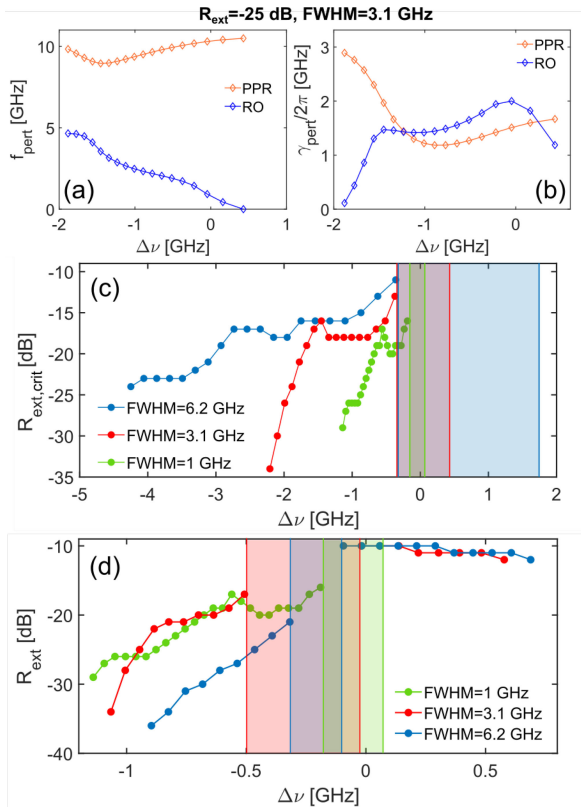 R_ext=-25 dB, FWHM=3.1 GHz
10
5
0
f_pert [GHz]
PPR
RO
(a)
-2 -1 0 1
Δν [GHz]
3
2
1
0
γ_pert/2π [GHz]
PPR
RO
(b)
-2 -1 0
Δν [GHz]
-10
-15
-20
-25
-30
-35
R_ext,crit [dB]
(c)
FWHM=6.2 GHz
FWHM=3.1 GHz
FWHM=1 GHz
-5 -4 -3 -2 -1 0 1 2
Δν [GHz]
-10
-20
-30
-40
R_ext [dB]
(d)
FWHM=1 GHz
FWHM=3.1 GHz
FWHM=6.2 GHz
-1 -0.5 0 0.5
Δν [GHz]